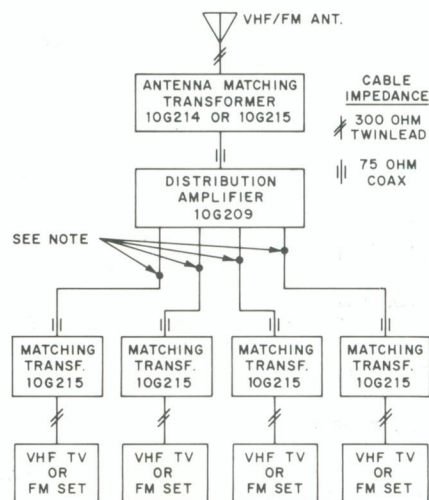 VHF/FM ANT.
ANTENNA MATCHING
TRANSFORMER
10G214 OR 10G215
CABLE
IMPEDANCE
300 OHM
TWINLEAD
75 OHM
COAX
DISTRIBUTION
AMPLIFIER
10G209
SEE NOTE
MATCHING
TRANSF.
10G215
MATCHING
TRANSF.
10G215
MATCHING
TRANSF.
10G215
MATCHING
TRANSF.
10G215
VHF TV
OR
FM SET
VHF TV
OR
FM SET
VHF TV
OR
FM SET
VHF TV
OR
FM SET